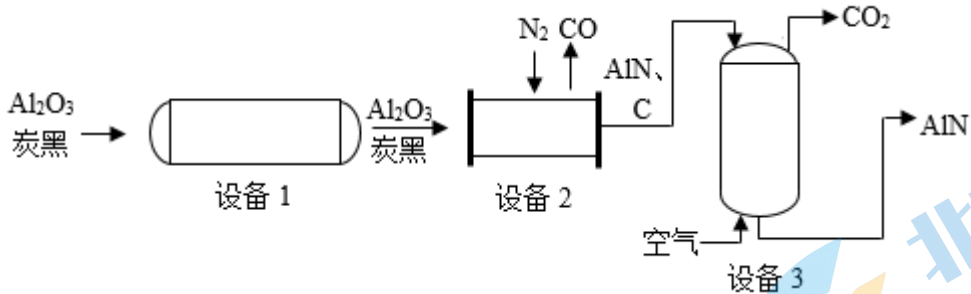 Al₂O₃
炭黑
设备 1
Al₂O₃
炭黑
N₂ CO
设备 2
AlN、
C
CO₂
AlN
空气
设备 3
北